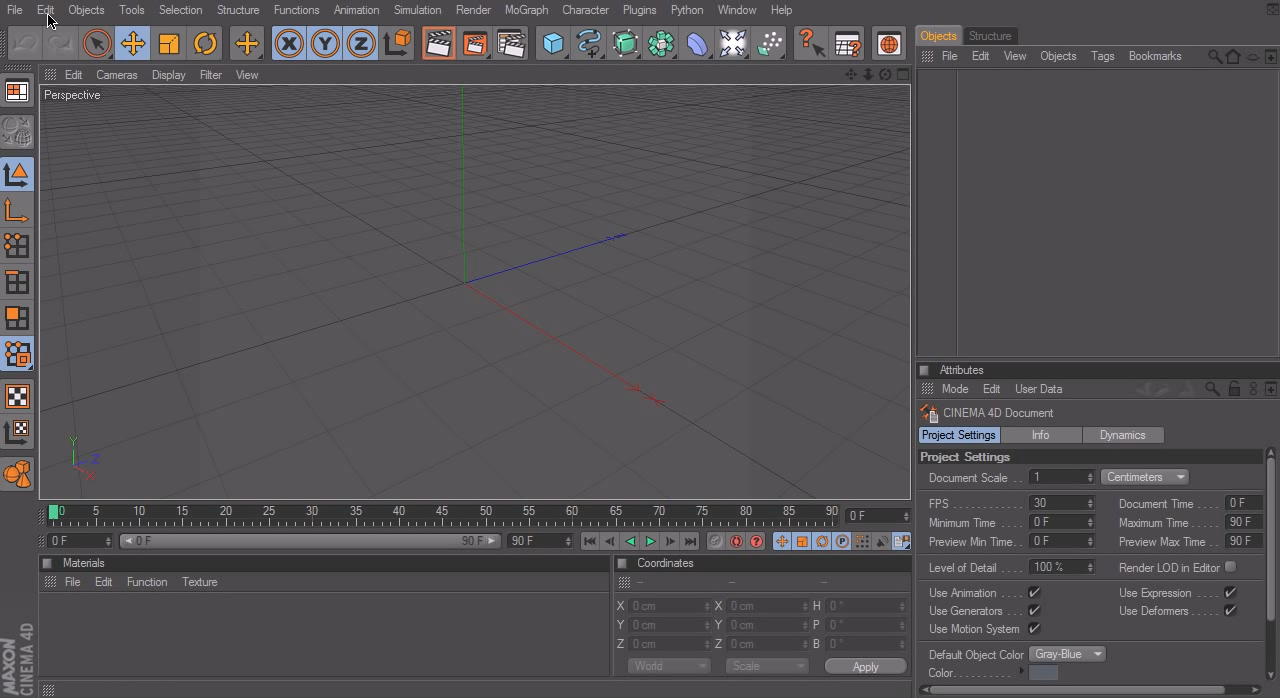 File Edit Objects Tools Selection Structure Functions Animation Simulation Render MoGraph Character Plugins Python Window Help
Objects Structure
File Edit View Objects Tags Bookmarks
Edit Cameras Display Filter View
Perspective
Y
Z
X
0 5 10 15 20 25 30 35 40 45 50 55 60 65 70 75 80 85 90
0 F
0 F 0 F 90 F 90 F
Materials
File Edit Function Texture
Coordinates
X 0 cm X 0 cm H 0 °
Y 0 cm Y 0 cm P 0 °
Z 0 cm Z 0 cm B 0 °
World Scale Apply
Attributes
Mode Edit User Data
CINEMA 4D Document
Project Settings Info Dynamics
Project Settings
Document Scale . . 1 Centimeters
FPS . . . . . . . . . . . . 30 Document Time . 0 F
Minimum Time . . 0 F Maximum Time . . 90 F
Preview Min Time. . 0 F Preview Max Time . 90 F
Level of Detail . . . 100 % Render LOD in Editor
Use Animation . . . . Use Expression . . . .
Use Generators . . . Use Deformers . . . .
Use Motion System
Default Object Color Gray-Blue
Color. . . . . . . . . . .
MAXON
CINEMA 4D